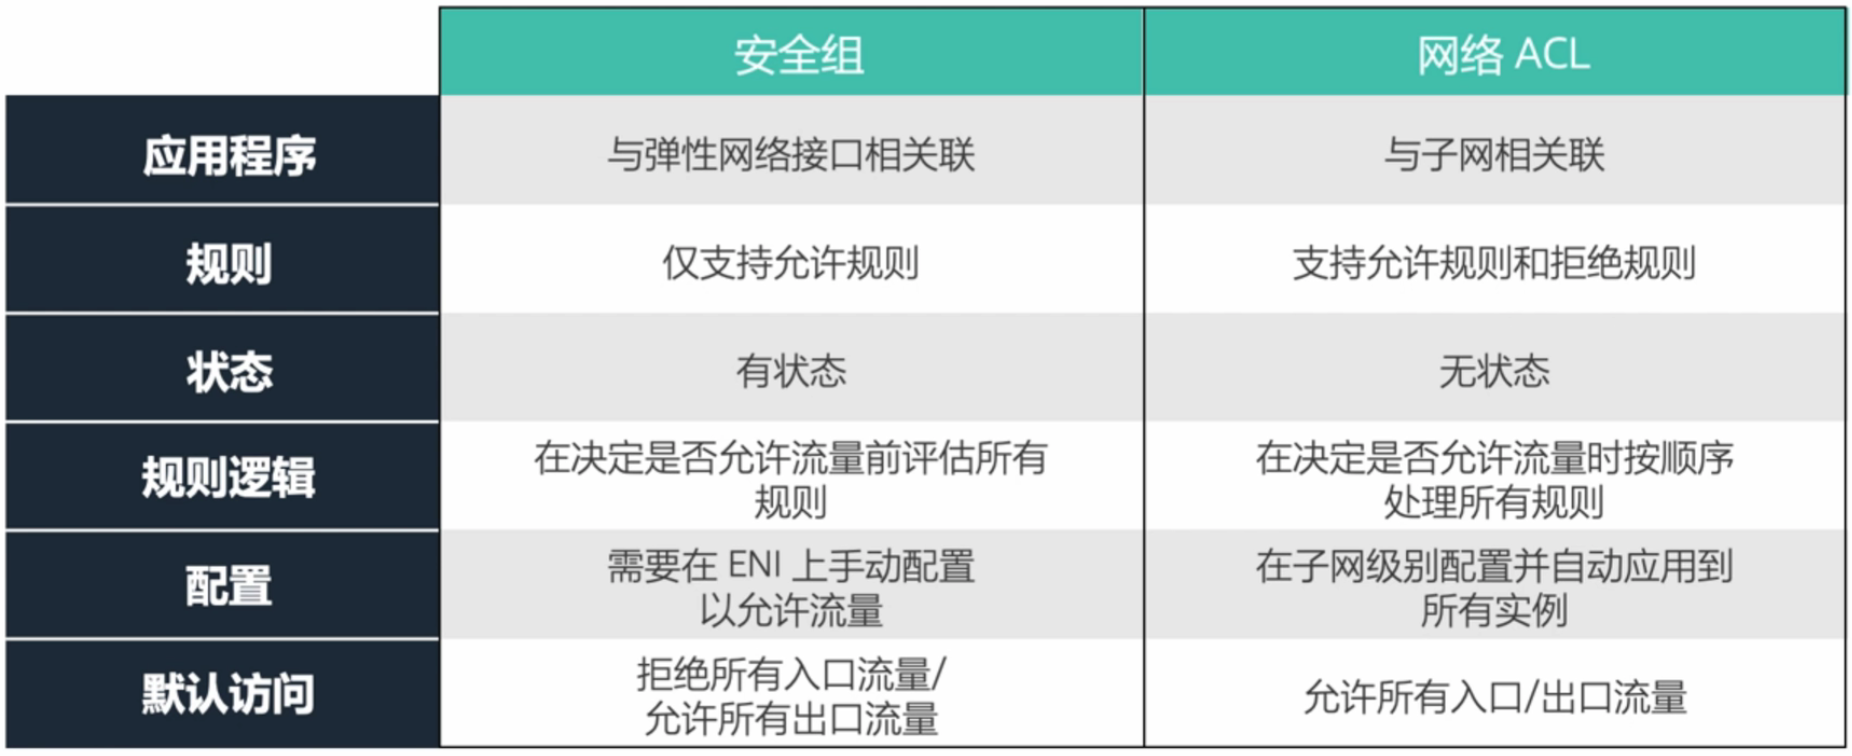 安全组
网络 ACL
应用程序
与弹性网络接口相关联
与子网相关联
规则
仅支持允许规则
支持允许规则和拒绝规则
状态
有状态
无状态
规则逻辑
在决定是否允许流量前评估所有
规则
在决定是否允许流量时按顺序
处理所有规则
配置
需要在 ENI 上手动配置
以允许流量
在子网级别配置并自动应用到
所有实例
默认访问
拒绝所有入口流量/
允许所有出口流量
允许所有入口/出口流量